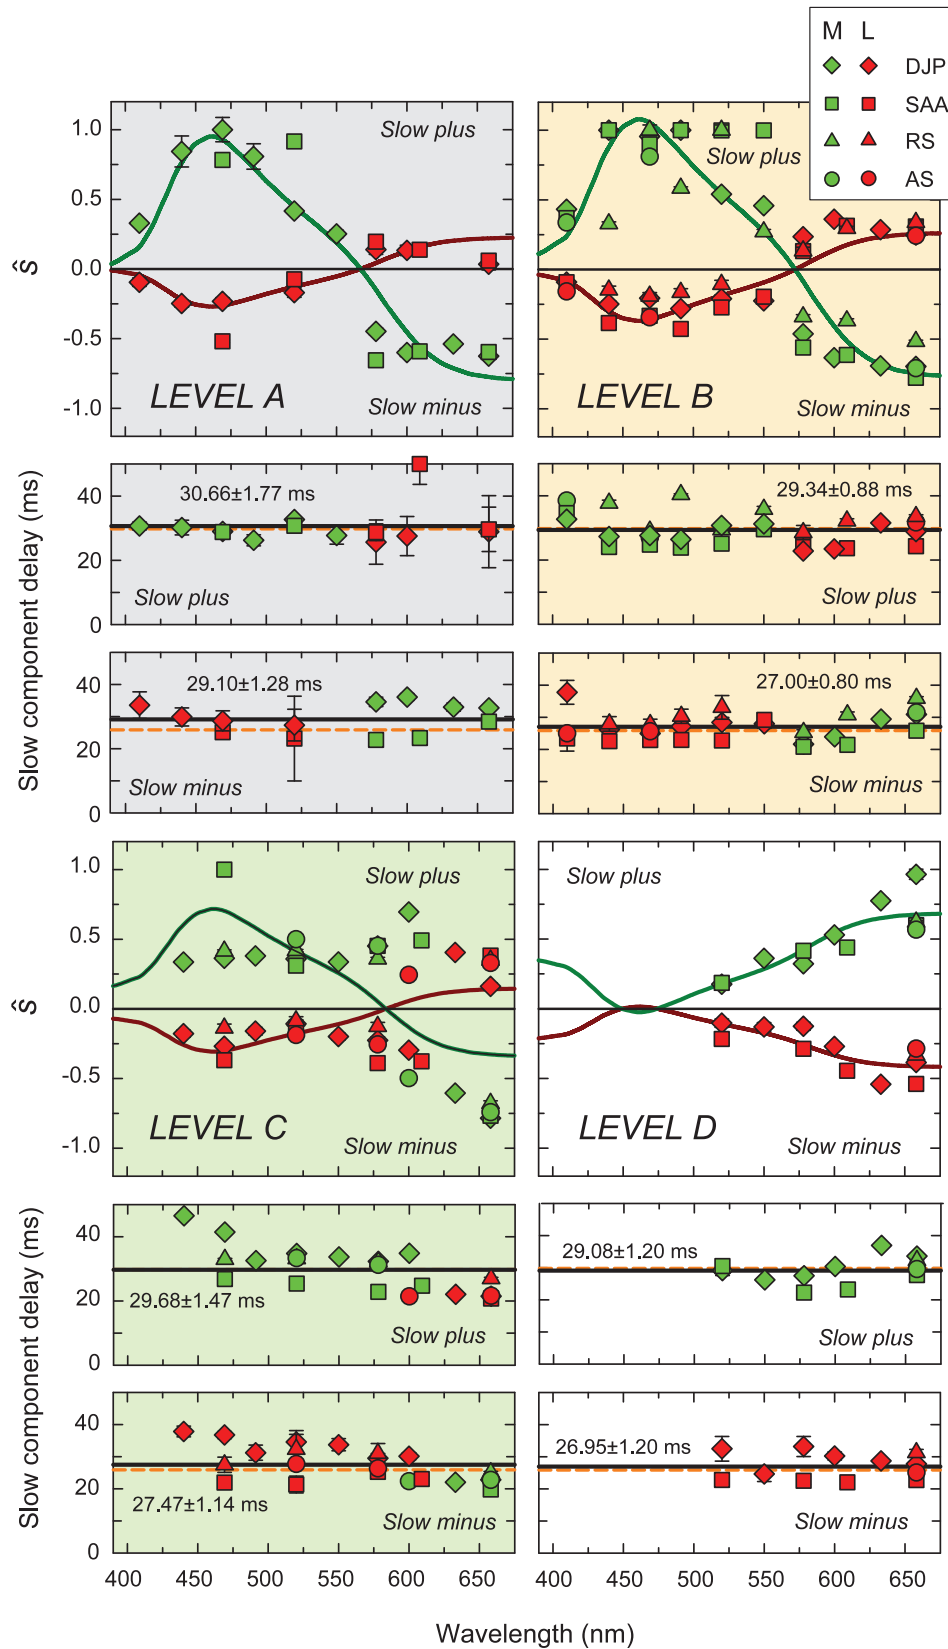 M L
DJP
SAA
RS
AS
1.0
0.5
0.0
-0.5
-1.0
ŝ
Slow plus
LEVEL A
Slow minus
Slow plus
LEVEL B
Slow minus
40
20
0
30.66±1.77 ms
Slow plus
29.34±0.88 ms
Slow plus
Slow component delay (ms)
40
20
0
29.10±1.28 ms
Slow minus
27.00±0.80 ms
Slow minus
1.0
0.5
0.0
-0.5
-1.0
ŝ
Slow plus
LEVEL C
Slow minus
Slow plus
LEVEL D
Slow minus
40
20
0
29.68±1.47 ms
Slow plus
29.08±1.20 ms
Slow plus
Slow component delay (ms)
40
20
0
27.47±1.14 ms
Slow minus
26.95±1.20 ms
Slow minus
400 450 500 550 600 650
400 450 500 550 600 650
Wavelength (nm)